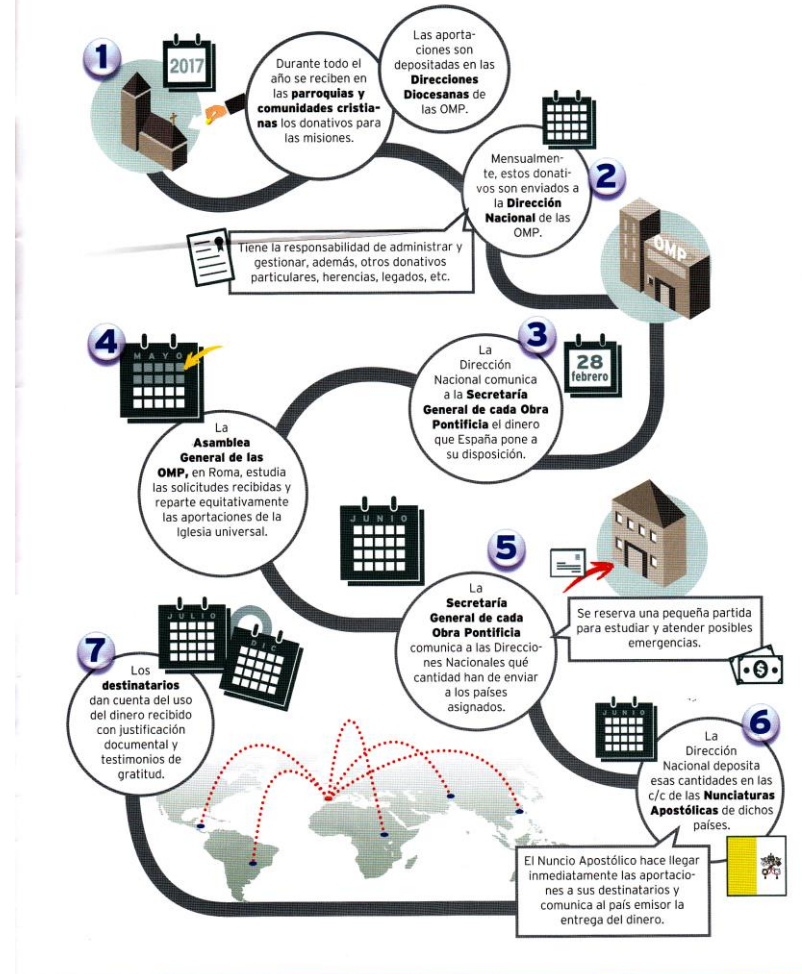 1
2017
Durante todo el
año se reciben en
las parroquias y
comunidades cristia-
nas los donativos para
las misiones.
Las aporta-
ciones son
depositadas en las
Direcciones
Diocesanas de
las OMP.
2
Mensualmen-
te, estos donati-
vos son enviados a
la Dirección
Nacional de las
OMP.
Tiene la responsabilidad de administrar y
gestionar, además, otros donativos
particulares, herencias, legados, etc.
OMP
3
28
febrero
La
Dirección
Nacional comunica
a la Secretaría
General de cada Obra
Pontificia el dinero
que España pone a
su disposición.
4
MAYO
La
Asamblea
General de las
OMP, en Roma, estudia
las solicitudes recibidas y
reparte equitativamente
las aportaciones de la
Iglesia universal.
JUNIO
5
La
Secretaría
General de cada
Obra Pontificia
comunica a las Direccio-
nes Nacionales qué
cantidad han de enviar
a los países
asignados.
Se reserva una pequeña partida
para estudiar y atender posibles
emergencias.
$
JUNIO
6
La
Dirección
Nacional deposita
esas cantidades en las
c/c de las Nunciaturas
Apostólicas de dichos
países.
El Nuncio Apostólico hace llegar
inmediatamente las aportacio-
nes a sus destinatarios y
comunica al país emisor la
entrega del dinero.
7
JULIO
DIC
Los
destinatarios
dan cuenta del uso
del dinero recibido
con justificación
documental y
testimonios de
gratitud.